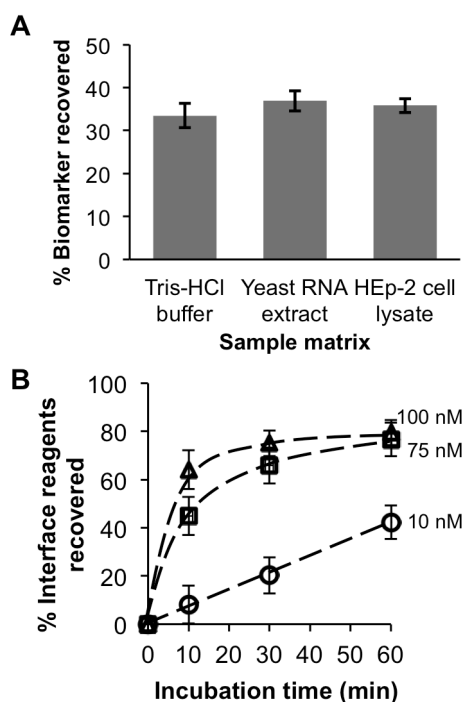 A
% Biomarker recovered
50
40
30
20
10
0
Tris-HCl Yeast RNA HEp-2 cell
buffer extract lysate
Sample matrix
B
% Interface reagents
recovered
100
80
60
40
20
0
100 nM
75 nM
10 nM
0 10 20 30 40 50 60
Incubation time (min)